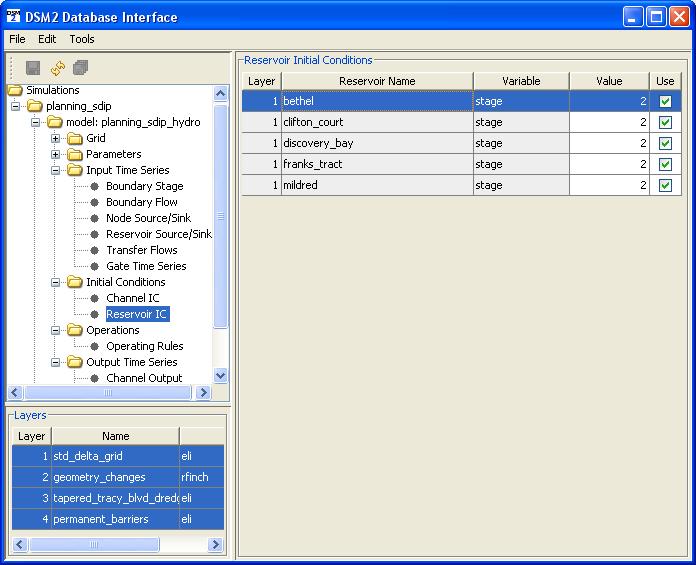 DSM2 DSM2 Database Interface
File Edit Tools
Simulations
planning_sdip
model: planning_sdip_hydro
Grid
Parameters
Input Time Series
Boundary Stage
Boundary Flow
Node Source/Sink
Reservoir Source/Sink
Transfer Flows
Gate Time Series
Initial Conditions
Channel IC
Reservoir IC
Operations
Operating Rules
Output Time Series
Channel Output
Layers
Layer Name
1 std_delta_grid eli
2 geometry_changes rfinch
3 tapered_tracy_blvd_dredg eli
4 permanent_barriers eli
Reservoir Initial Conditions
Layer Reservoir Name Variable Value Use
1 bethel stage 2
1 clifton_court stage 2
1 discovery_bay stage 2
1 franks_tract stage 2
1 mildred stage 2